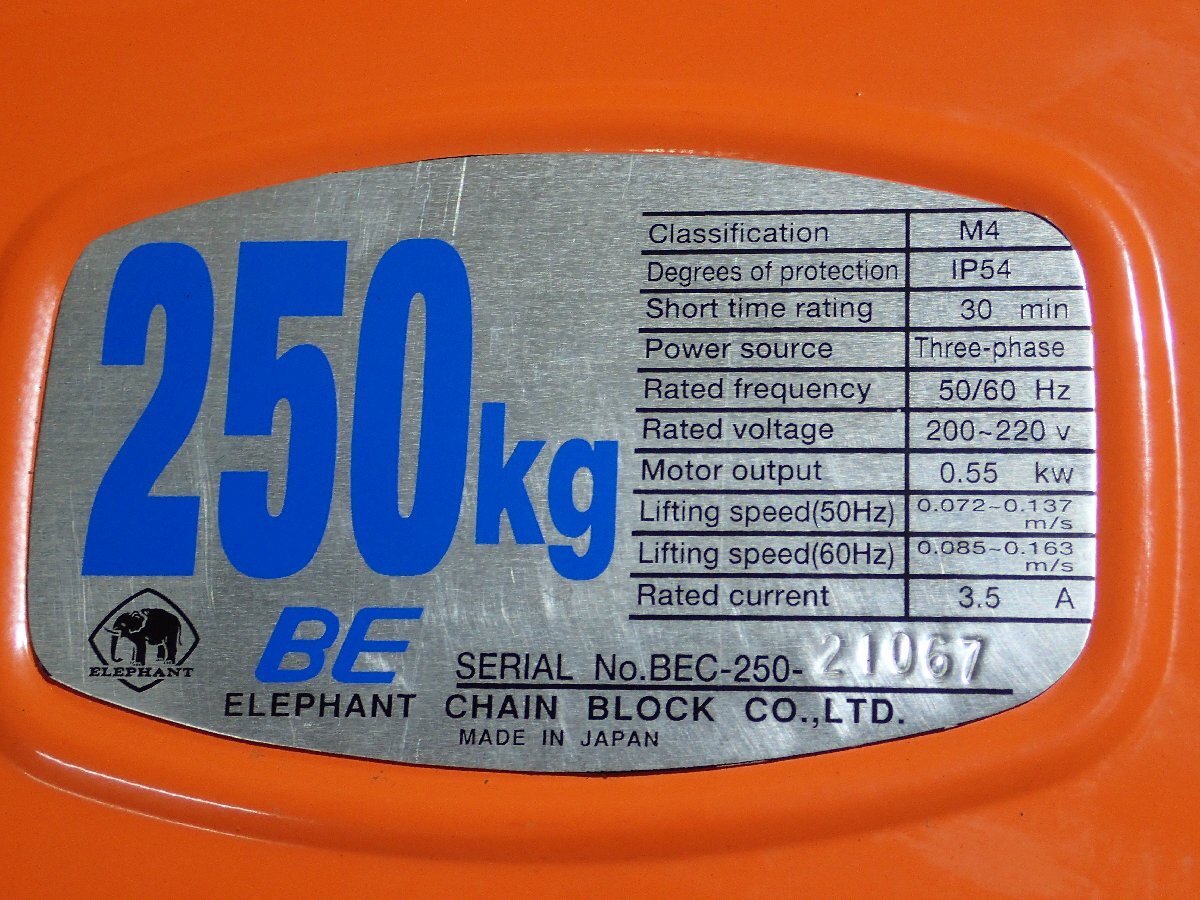 250kg
Classification M4
Degrees of protection IP54
Short time rating 30 min
Power source Three-phase
Rated frequency 50/60 Hz
Rated voltage 200~220 v
Motor output 0.55 kw
Lifting speed(50Hz) 0.072~0.137 m/s
Lifting speed(60Hz) 0.085~0.163 m/s
Rated current 3.5 A
ELEPHANT
BE
SERIAL No.BEC-250-21067
ELEPHANT CHAIN BLOCK CO.,LTD.
MADE IN JAPAN